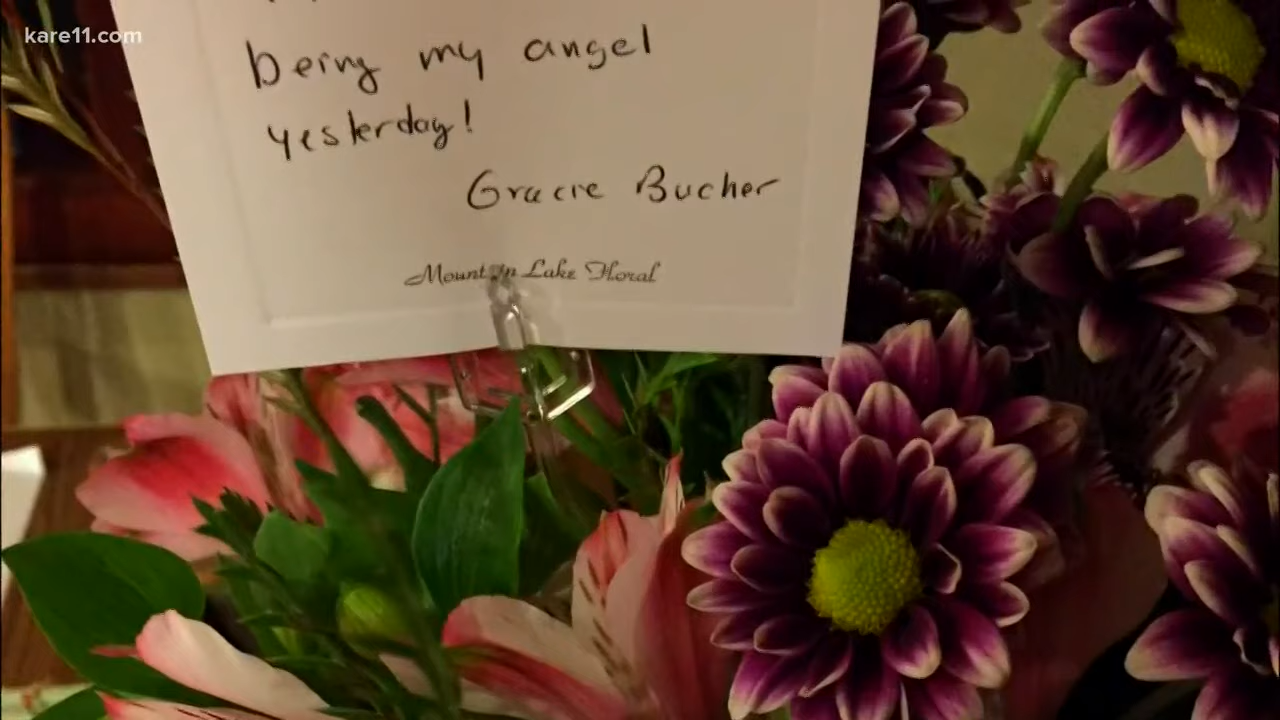 kare11.com
being my angel
yesterday!
Gracie Bucher
Mountain Lake Floral